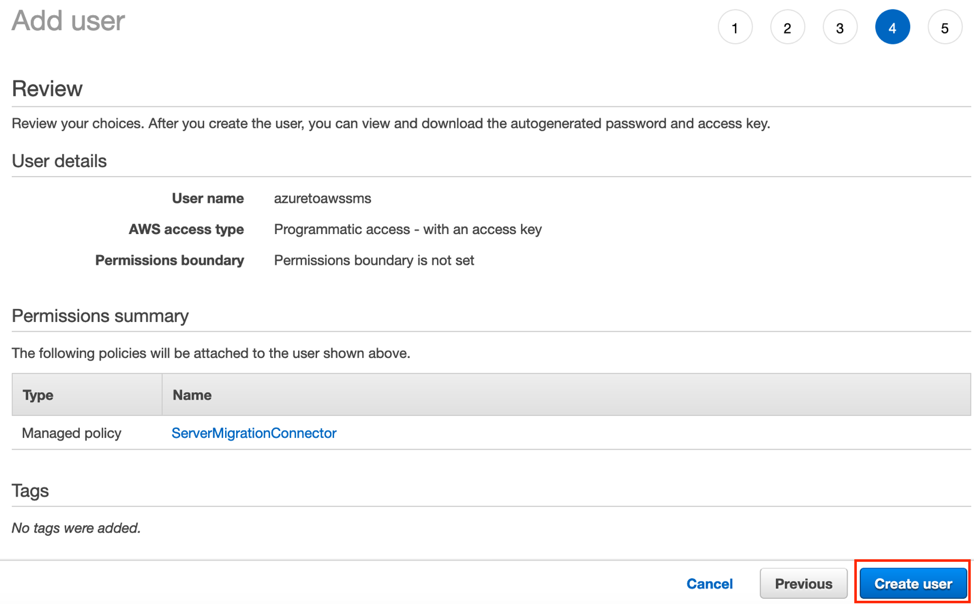 Add user
1 2 3 4 5
Review
Review your choices. After you create the user, you can view and download the autogenerated password and access key.
User details
User name azuretoawssms
AWS access type Programmatic access - with an access key
Permissions boundary Permissions boundary is not set
Permissions summary
The following policies will be attached to the user shown above.
Type Name
Managed policy ServerMigrationConnector
Tags
No tags were added.
Cancel Previous Create user